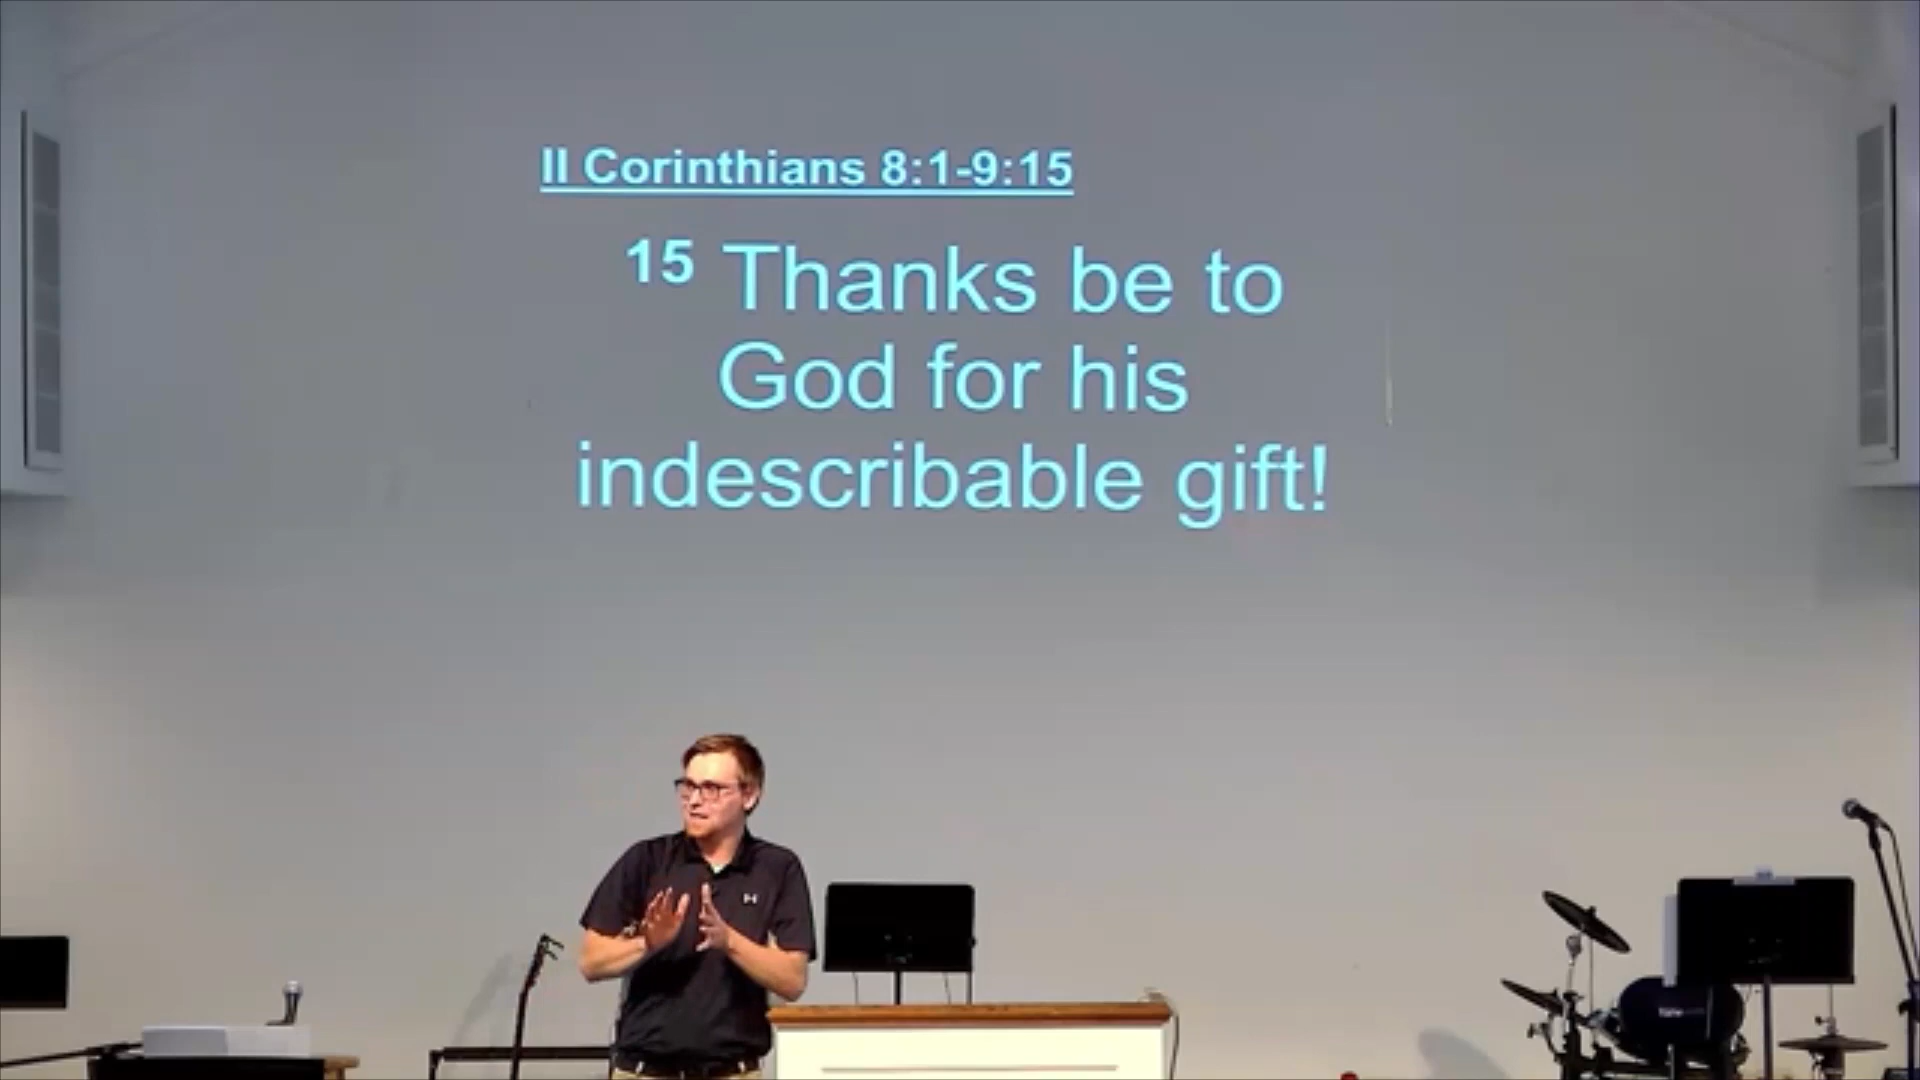 II Corinthians 8:1-9:15
15 Thanks be to
God for his
indescribable gift!